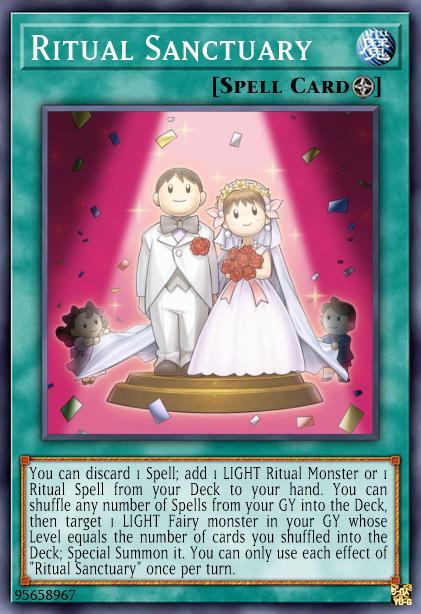 Ritual Sanctuary
魔
[Spell Card]
You can discard 1 Spell; add 1 LIGHT Ritual Monster or 1
Ritual Spell from your Deck to your hand. You can
shuffle any number of Spells from your GY into the Deck,
then target 1 LIGHT Fairy monster in your GY whose
Level equals the number of cards you shuffled into the
Deck; Special Summon it. You can only use each effect of
"Ritual Sanctuary" once per turn.
95658967